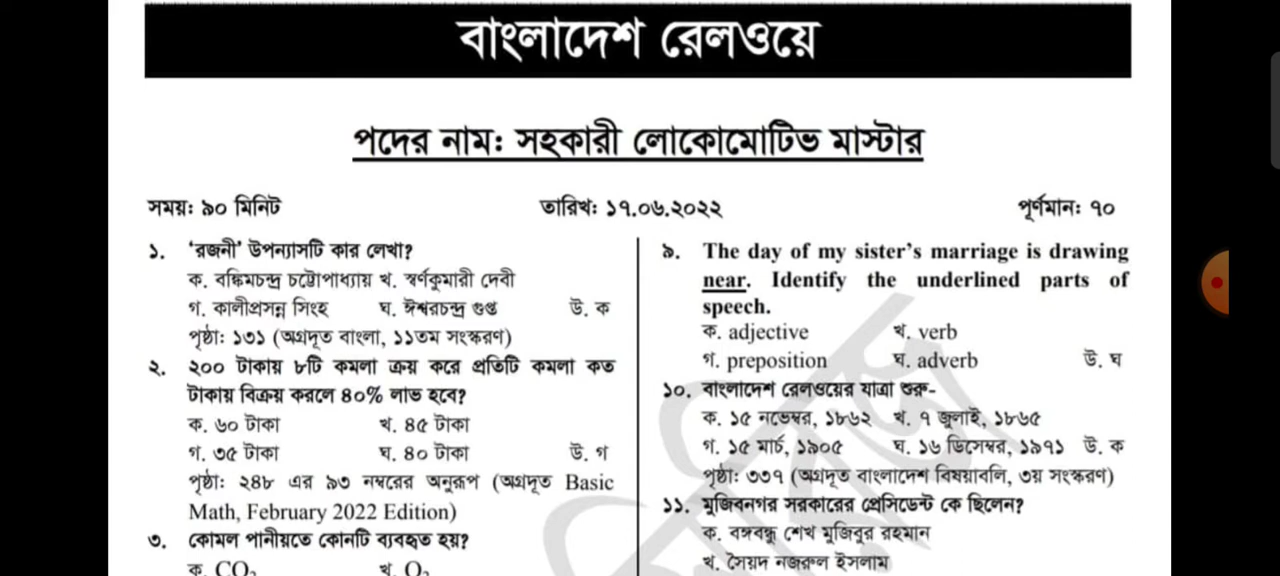 বাংলাদেশ রেলওয়ে
পদের নাম: সহকারী লোকোমোটিভ মাস্টার
সময়: ৯০ মিনিট তারিখ: ১৭.০৬.২০২২ পূর্ণমান: ৭০
১. ‘রজনী’ উপন্যাসটি কার লেখা?
ক. বঙ্কিমচন্দ্র চট্টোপাধ্যায় খ. স্বর্ণকুমারী দেবী
গ. কালীপ্রসন্ন সিংহ ঘ. ঈশ্বরচন্দ্র গুপ্ত উ. ক
পৃষ্ঠা: ১৩১ (অগ্রদূত বাংলা, ১১তম সংস্করণ)
২. ২০০ টাকায় ৮টি কমলা ক্রয় করে প্রতিটি কমলা কত
টাকায় বিক্রয় করলে ৪০% লাভ হবে?
ক. ৬০ টাকা খ. ৪৫ টাকা
গ. ৩৫ টাকা ঘ. ৪০ টাকা উ. গ
পৃষ্ঠা: ২৪৮ এর ৯৩ নম্বরের অনুরূপ (অগ্রদূত Basic
Math, February 2022 Edition)
৩. কোমল পানীয়তে কোনটি ব্যবহৃত হয়?
ক. CO₂ খ. O₂
৯. The day of my sister’s marriage is drawing
near. Identify the underlined parts of
speech.
ক. adjective খ. verb
গ. preposition ঘ. adverb উ. ঘ
১০. বাংলাদেশ রেলওয়ের যাত্রা শুরু-
ক. ১৫ নভেম্বর, ১৮৬২ খ. ৭ জুলাই, ১৮৬৫
গ. ১৫ মার্চ, ১৯০৫ ঘ. ১৬ ডিসেম্বর, ১৯৭১ উ. ক
পৃষ্ঠা: ৩৩৭ (অগ্রদূত বাংলাদেশ বিষয়াবলি, ৩য় সংস্করণ)
১১. মুজিবনগর সরকারের প্রেসিডেন্ট কে ছিলেন?
ক. বঙ্গবন্ধু শেখ মুজিবুর রহমান
খ. সৈয়দ নজরুল ইসলাম